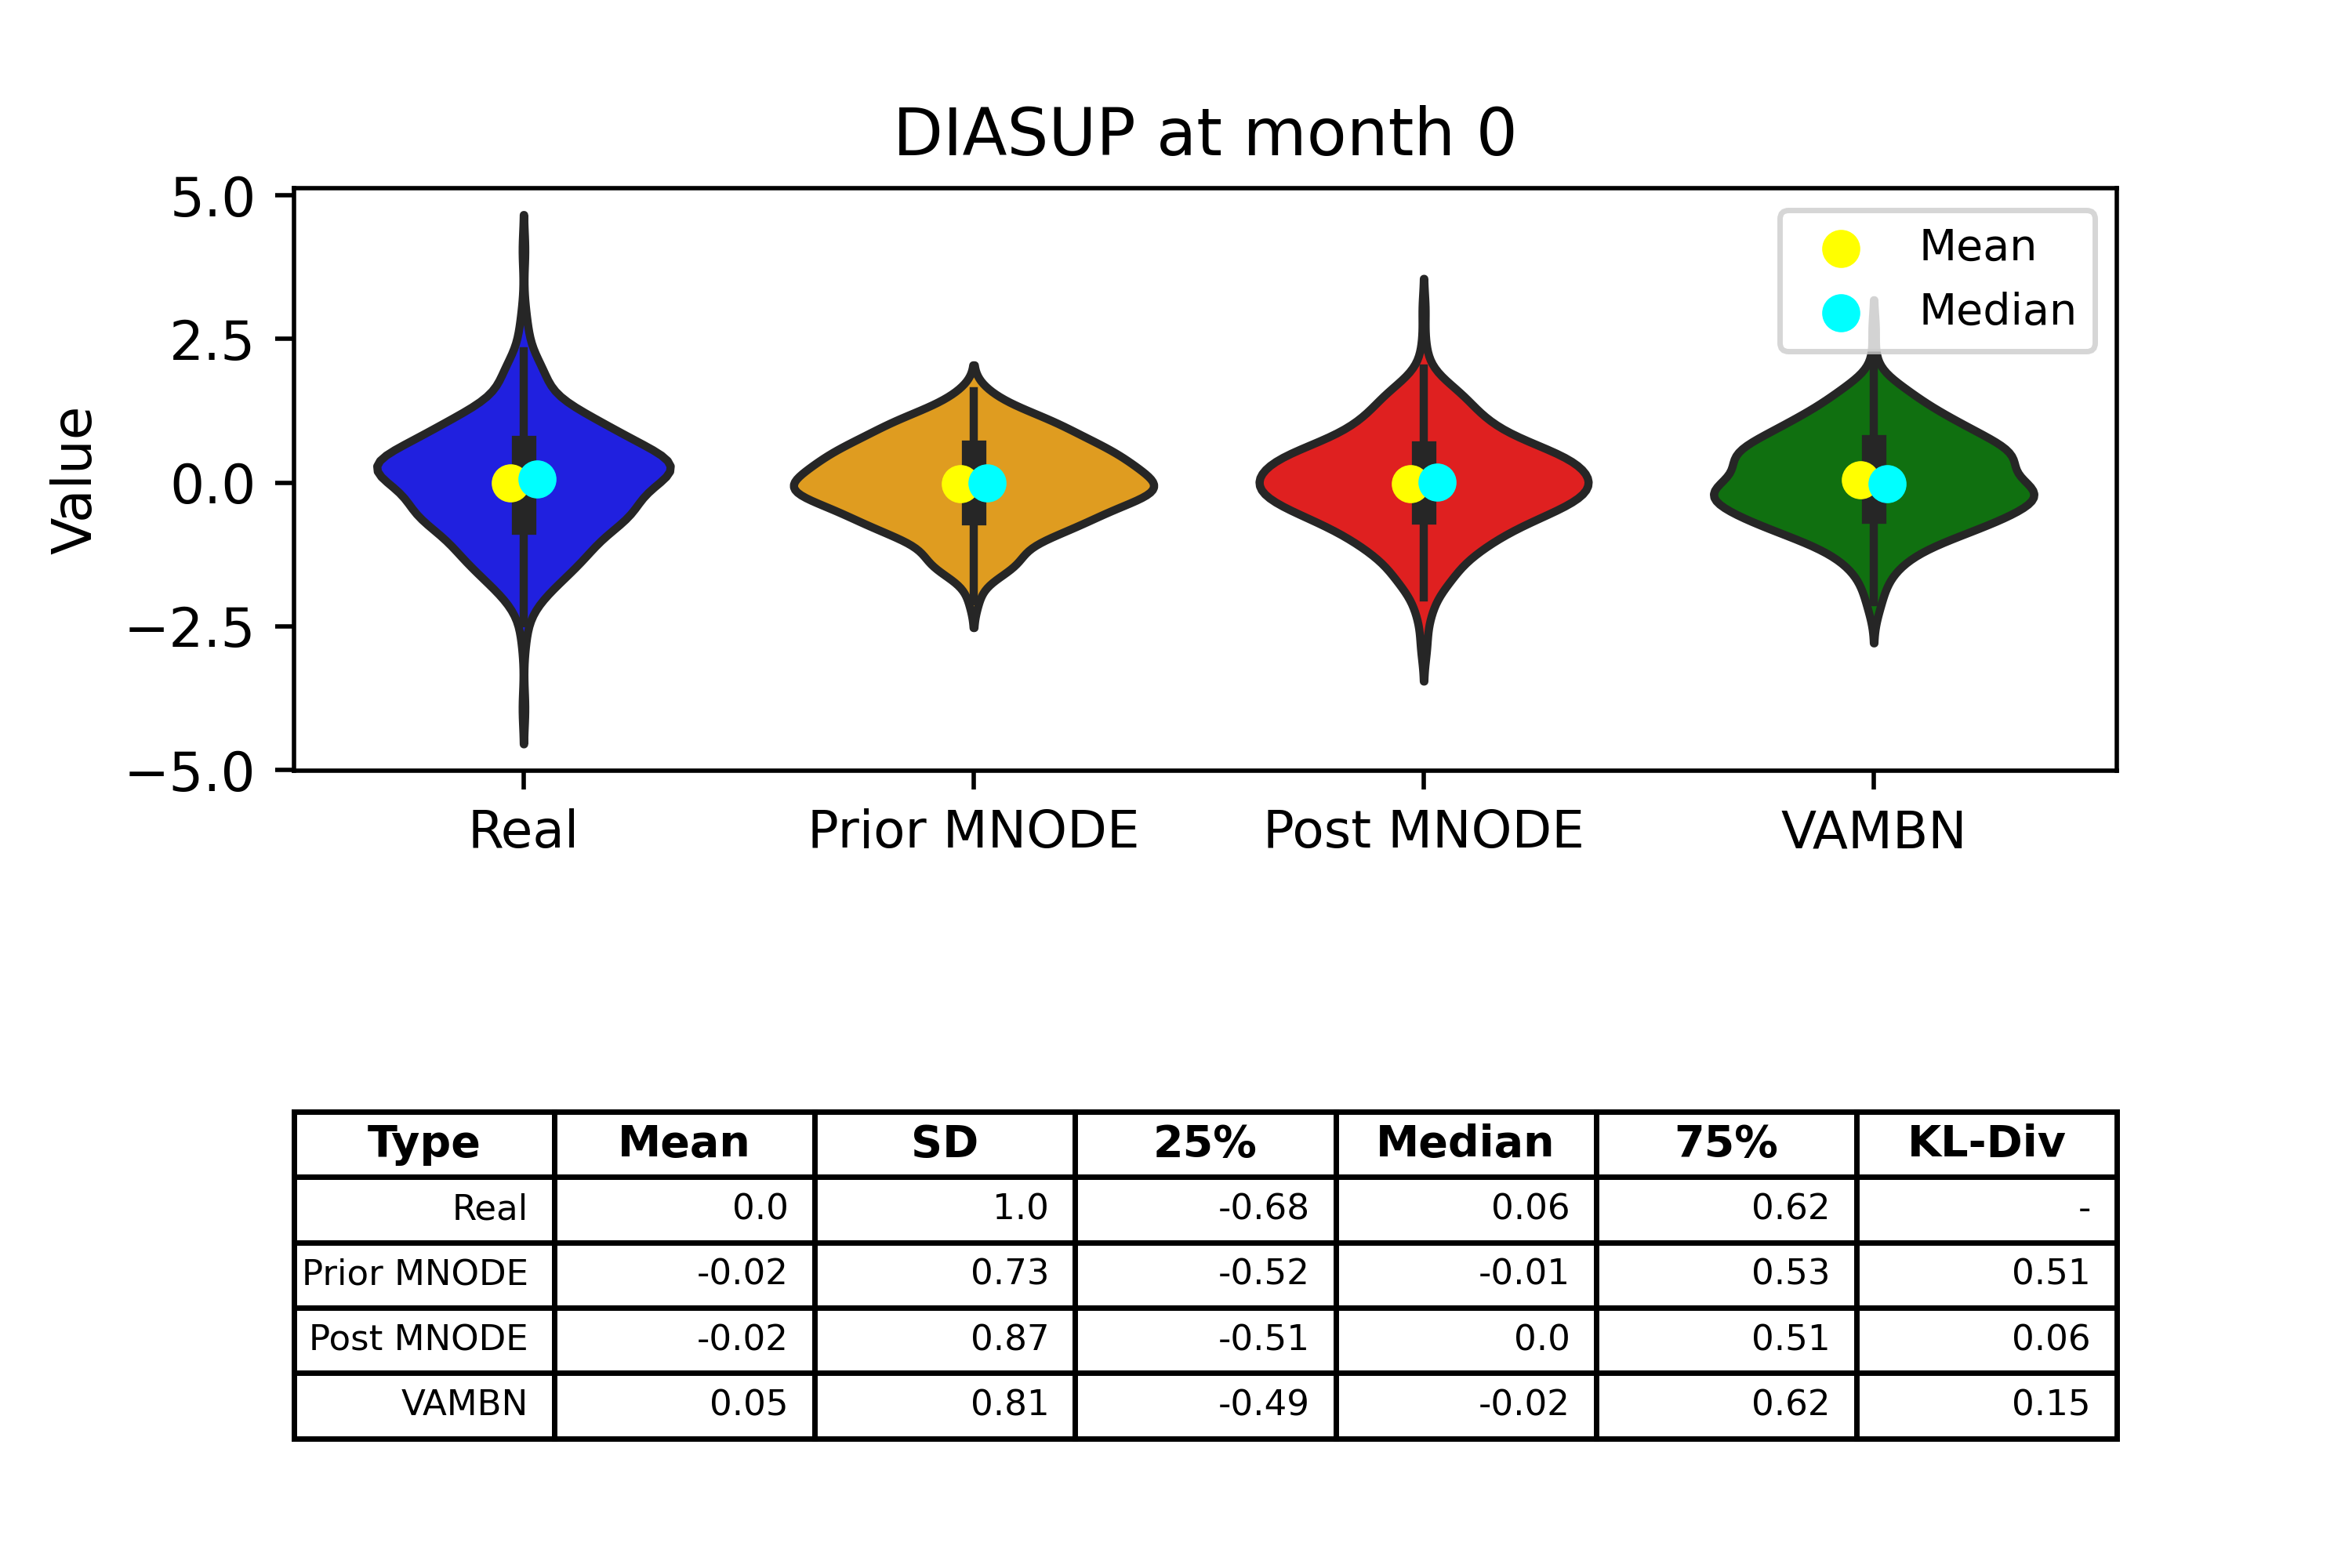 DIASUP at month 0
5.0
2.5
0.0
−2.5
−5.0
Value
Mean
Median
Real Prior MNODE Post MNODE VAMBN
Type Mean SD 25% Median 75% KL-Div
Real 0.0 1.0 -0.68 0.06 0.62 -
Prior MNODE -0.02 0.73 -0.52 -0.01 0.53 0.51
Post MNODE -0.02 0.87 -0.51 0.0 0.51 0.06
VAMBN 0.05 0.81 -0.49 -0.02 0.62 0.15